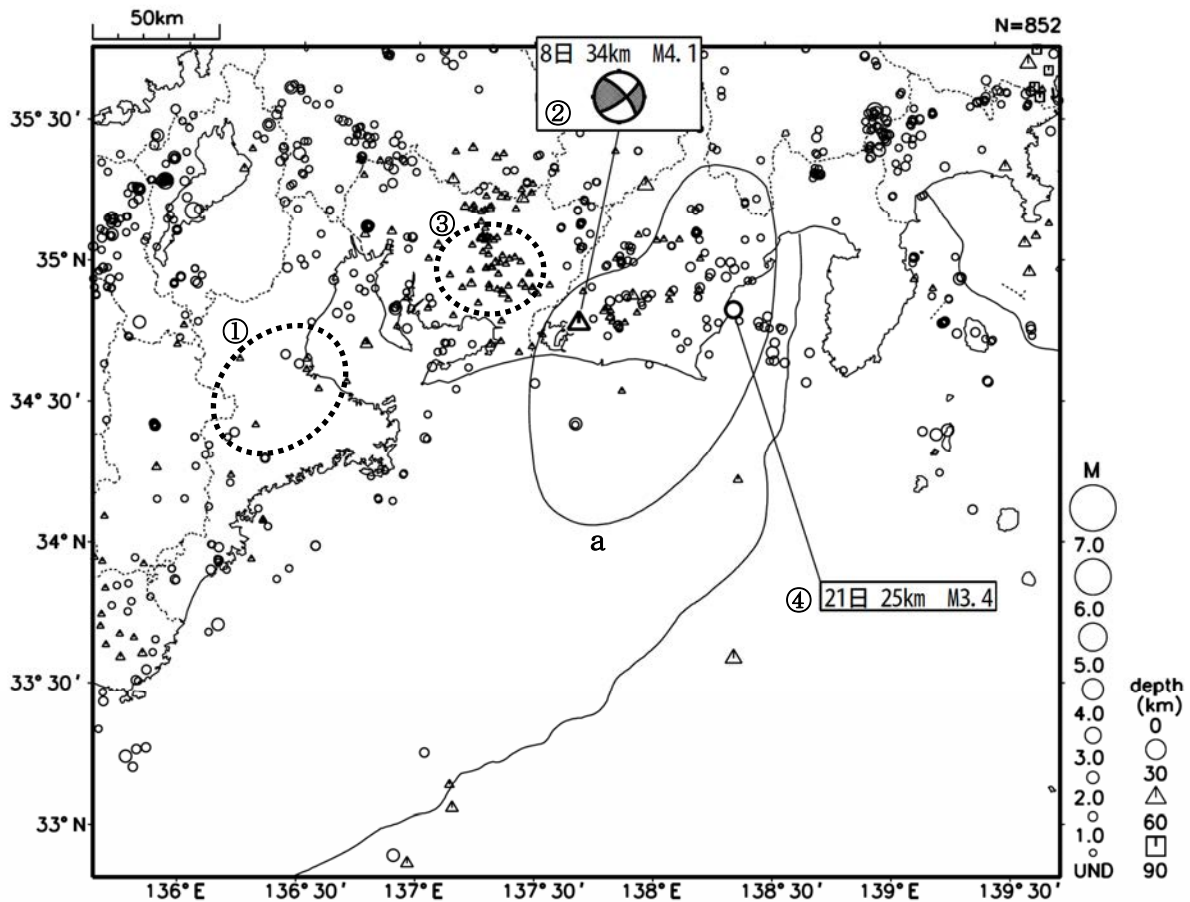 50km
N=852
8日 34km M4.1
②
35°30′
③
35°N
①
34°30′
34°N
a
④ 21日 25km M3.4
33°30′
33°N
136°E
136°30′
137°E
137°30′
138°E
138°30′
139°E
139°30′
M
7.0
6.0
5.0
4.0
3.0
2.0
1.0
UND
depth
(km)
0
30
60
90